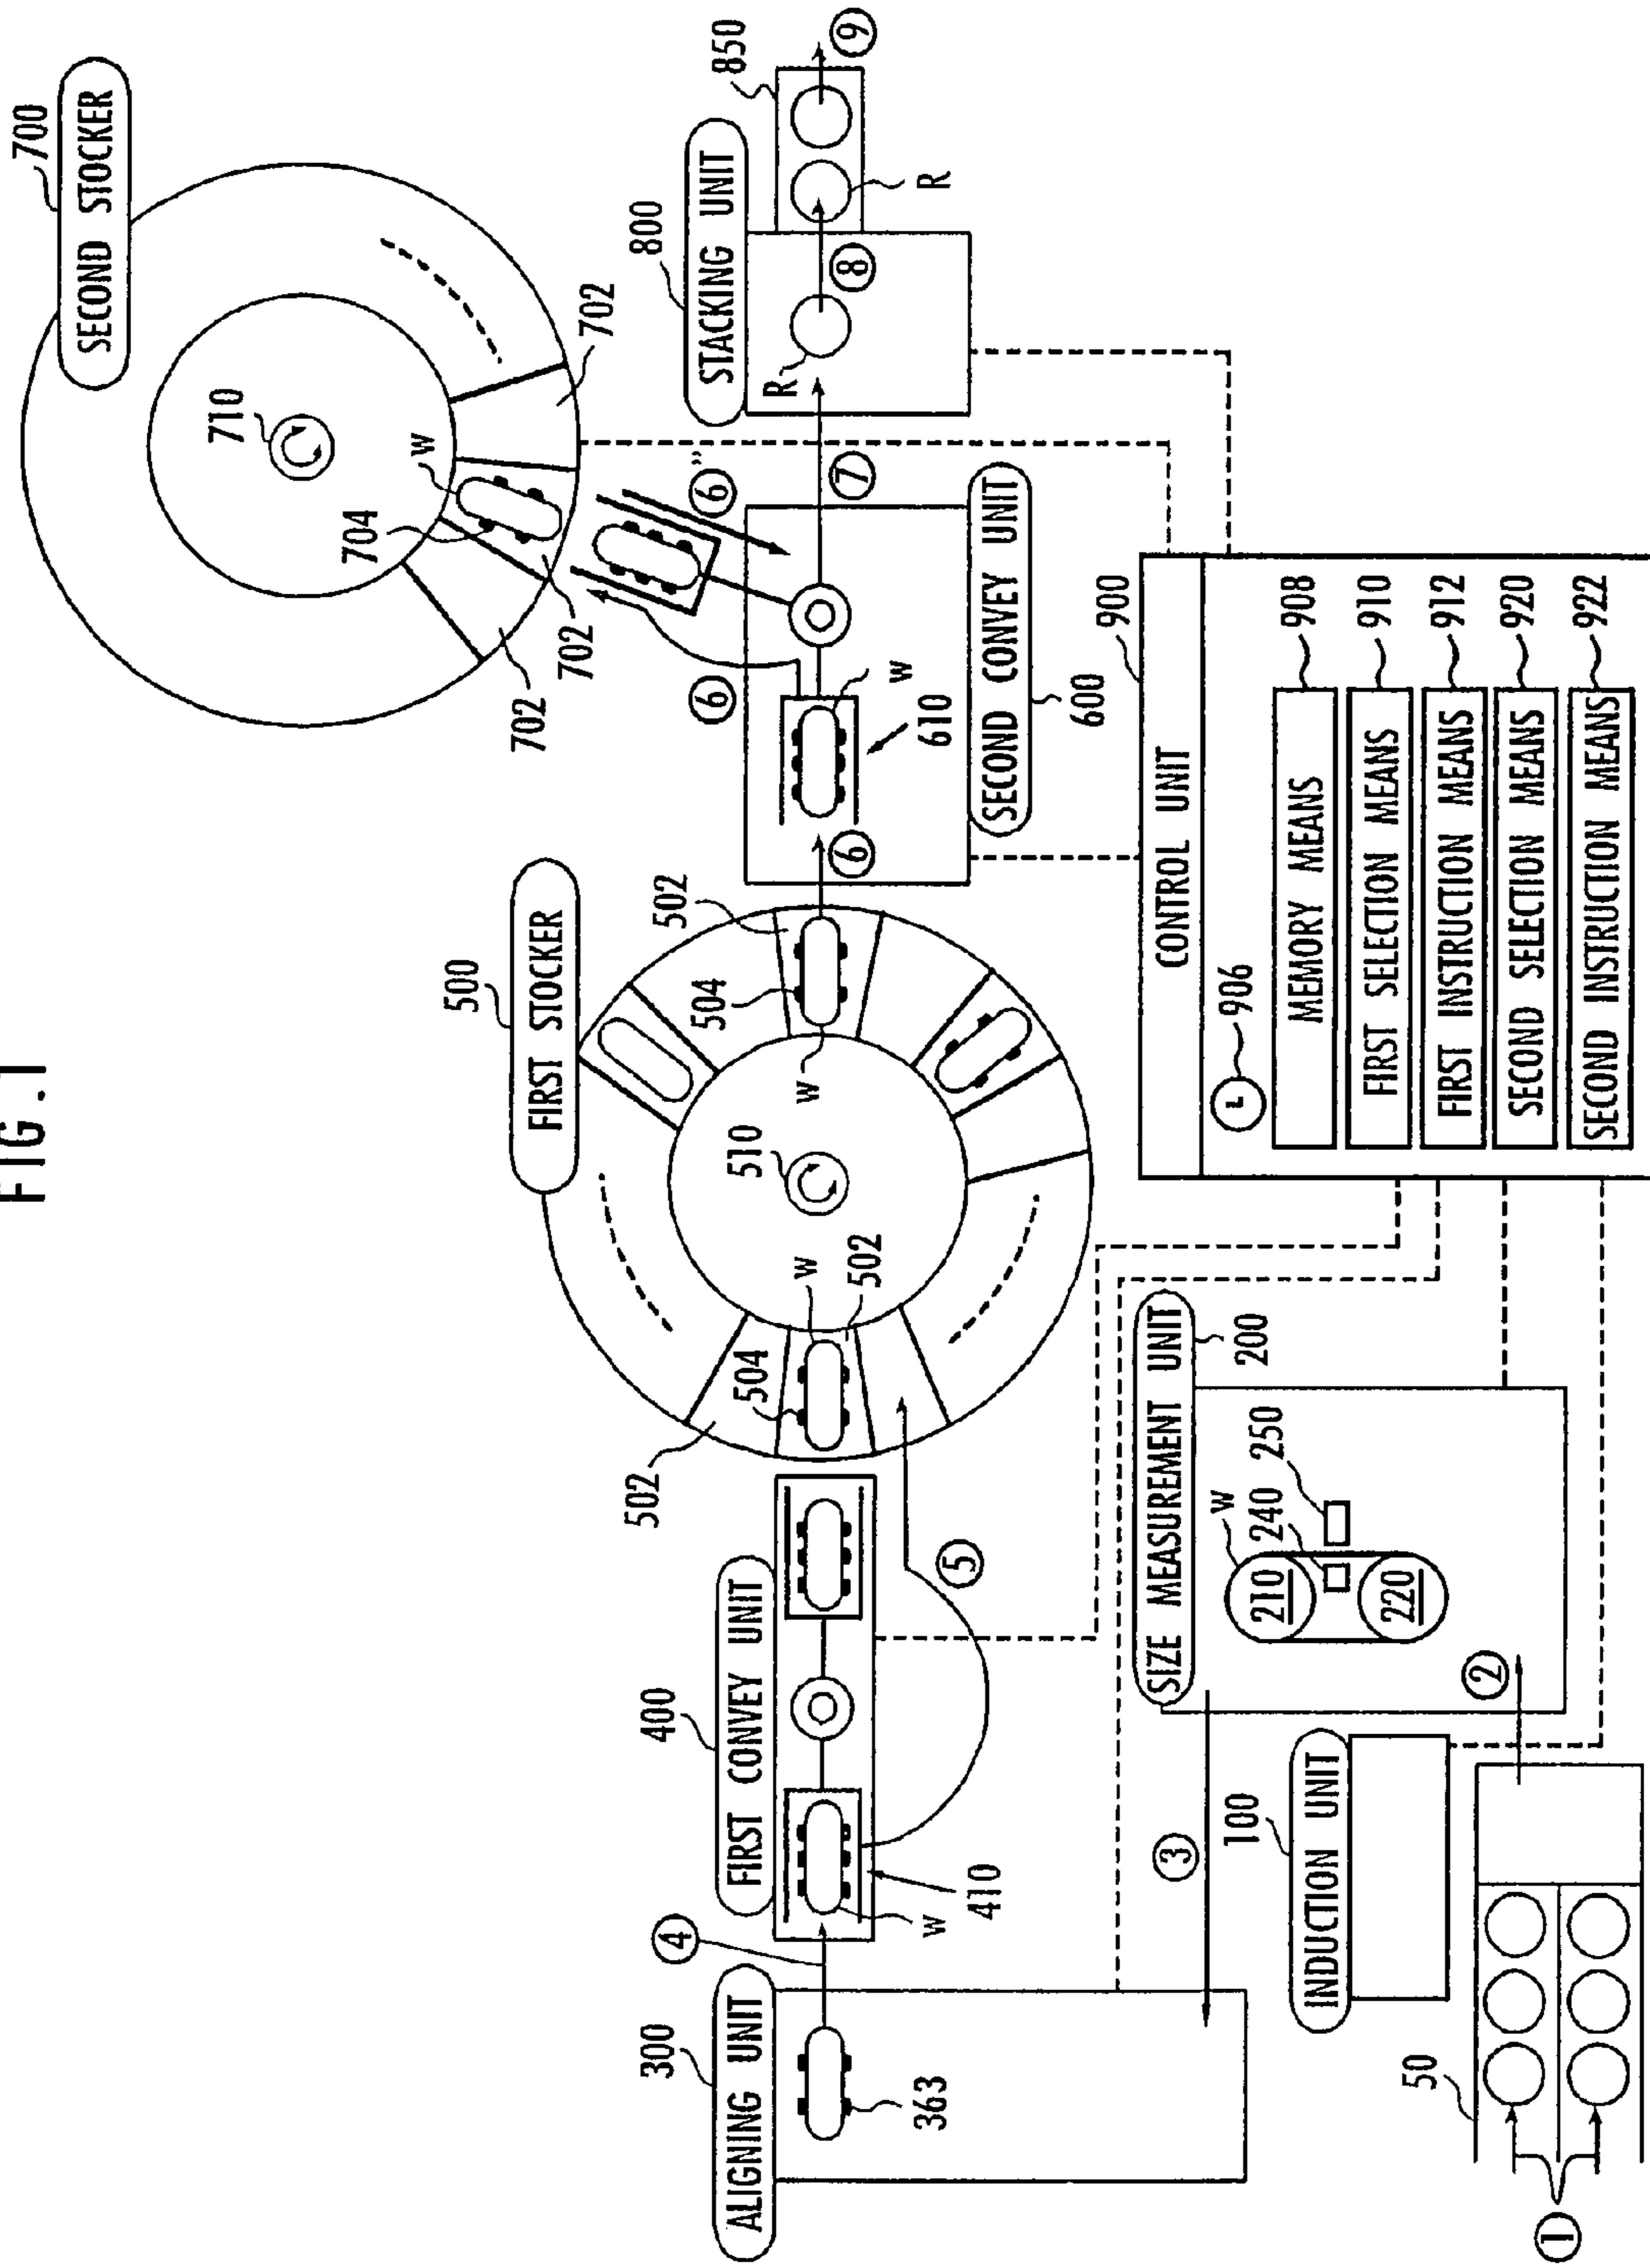 FIG.1
700
SECOND STOCKER
710
W
704
702
702
702
500
FIRST STOCKER
510
502
504
W
W
502
504
502
800
STACKING UNIT
850
R
R
⑧
⑨
⑥
⑥"
⑥
⑦
W
610
SECOND CONVEY UNIT
600
400
FIRST CONVEY UNIT
④
⑤
W
410
300
ALIGNING UNIT
363
SIZE MEASUREMENT UNIT
200
W
210
220
240
250
②
③
100
INDUCTION UNIT
50
①
900
CONTROL UNIT
906
MEMORY MEANS
908
FIRST SELECTION MEANS
910
FIRST INSTRUCTION MEANS
912
SECOND SELECTION MEANS
920
SECOND INSTRUCTION MEANS
922